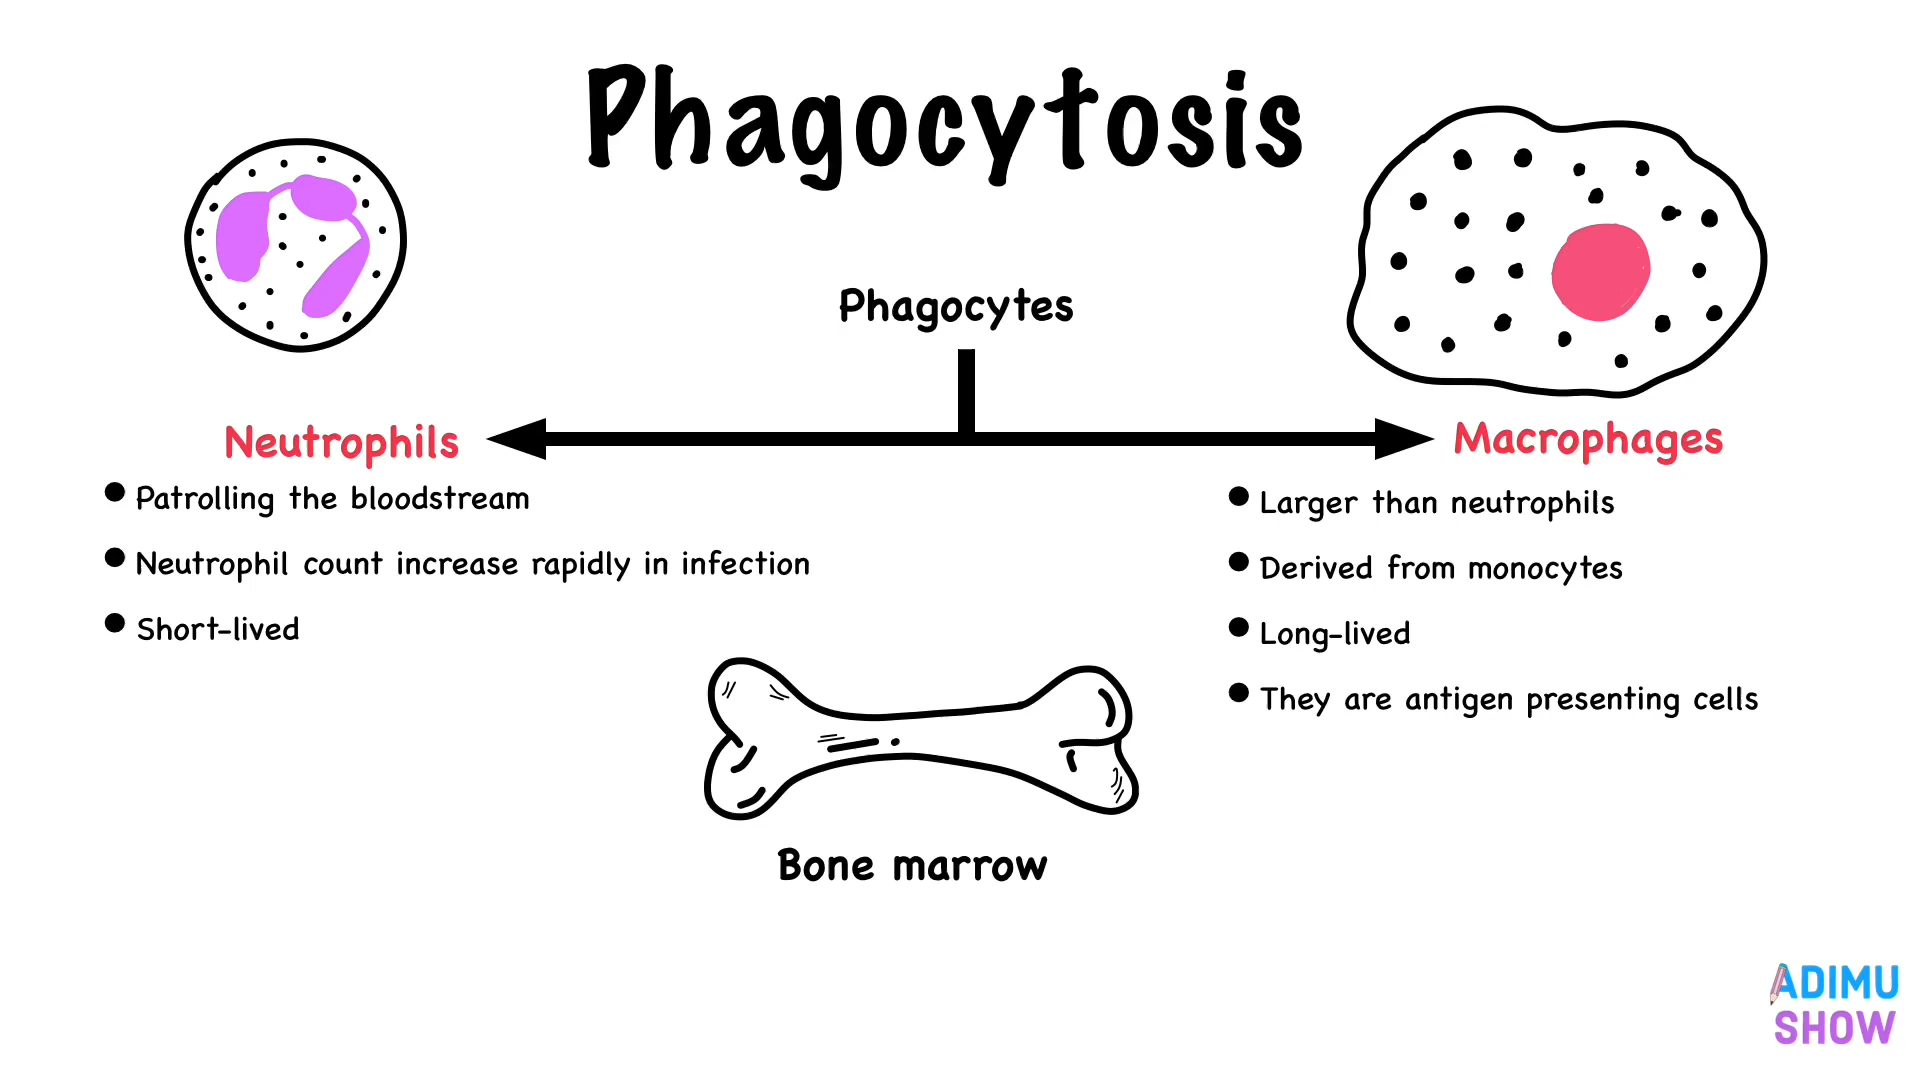 Phagocytosis
Phagocytes
Neutrophils
Patrolling the bloodstream
Neutrophil count increase rapidly in infection
Short-lived
Macrophages
Larger than neutrophils
Derived from monocytes
Long-lived
They are antigen presenting cells
Bone marrow
ADIMU
SHOW